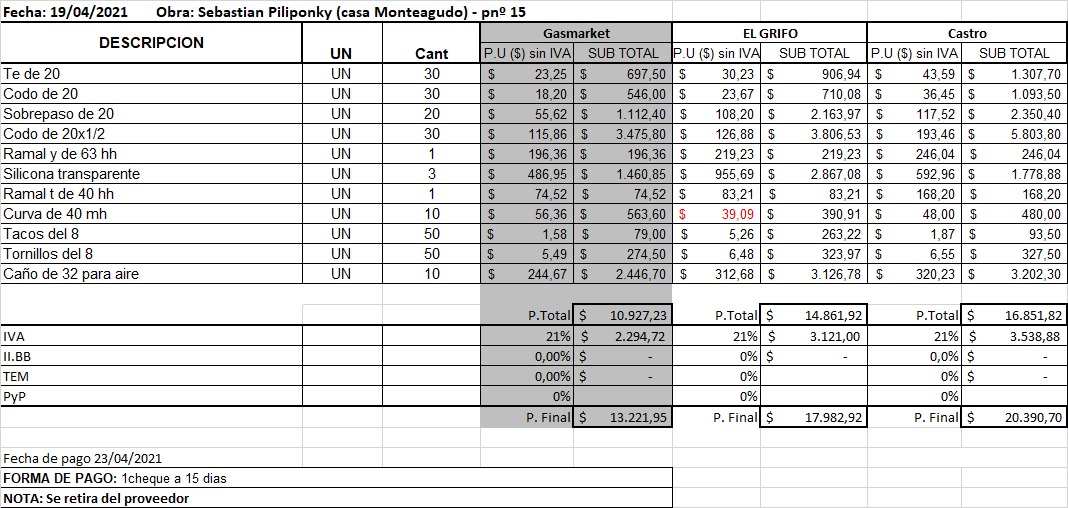 Fecha: 19/04/2021 Obra: Sebastian Piliponky (casa Monteagudo) - pnº 15
Gasmarket EL GRIFO Castro
DESCRIPCION UN Cant P.U ($) sin IVA SUB TOTAL P.U ($) sin IVA SUB TOTAL P.U ($) sin IVA SUB TOTAL
Te de 20 UN 30 $ 23,25 $ 697,50 $ 30,23 $ 906,94 $ 43,59 $ 1.307,70
Codo de 20 UN 30 $ 18,20 $ 546,00 $ 23,67 $ 710,08 $ 36,45 $ 1.093,50
Sobrepaso de 20 UN 20 $ 55,62 $ 1.112,40 $ 108,20 $ 2.163,97 $ 117,52 $ 2.350,40
Codo de 20x1/2 UN 30 $ 115,86 $ 3.475,80 $ 126,88 $ 3.806,53 $ 193,46 $ 5.803,80
Ramal y de 63 hh UN 1 $ 196,36 $ 196,36 $ 219,23 $ 219,23 $ 246,04 $ 246,04
Silicona transparente UN 3 $ 486,95 $ 1.460,85 $ 955,69 $ 2.867,08 $ 592,96 $ 1.778,88
Ramal t de 40 hh UN 1 $ 74,52 $ 74,52 $ 83,21 $ 83,21 $ 168,20 $ 168,20
Curva de 40 mh UN 10 $ 56,36 $ 563,60 $ 39,09 $ 390,91 $ 48,00 $ 480,00
Tacos del 8 UN 50 $ 1,58 $ 79,00 $ 5,26 $ 263,22 $ 1,87 $ 93,50
Tornillos del 8 UN 50 $ 5,49 $ 274,50 $ 6,48 $ 323,97 $ 6,55 $ 327,50
Caño de 32 para aire UN 10 $ 244,67 $ 2.446,70 $ 312,68 $ 3.126,78 $ 320,23 $ 3.202,30
P.Total $ 10.927,23 P.Total $ 14.861,92 P.Total $ 16.851,82
IVA 21% $ 2.294,72 21% $ 3.121,00 21% $ 3.538,88
II.BB 0,00% $ - 0% $ - 0,0% $ -
TEM 0,00% $ - 0% 0% $ -
PyP 0% 0% 0%
P. Final $ 13.221,95 P. Final $ 17.982,92 P. Final $ 20.390,70
Fecha de pago 23/04/2021
FORMA DE PAGO: 1cheque a 15 dias
NOTA: Se retira del proveedor